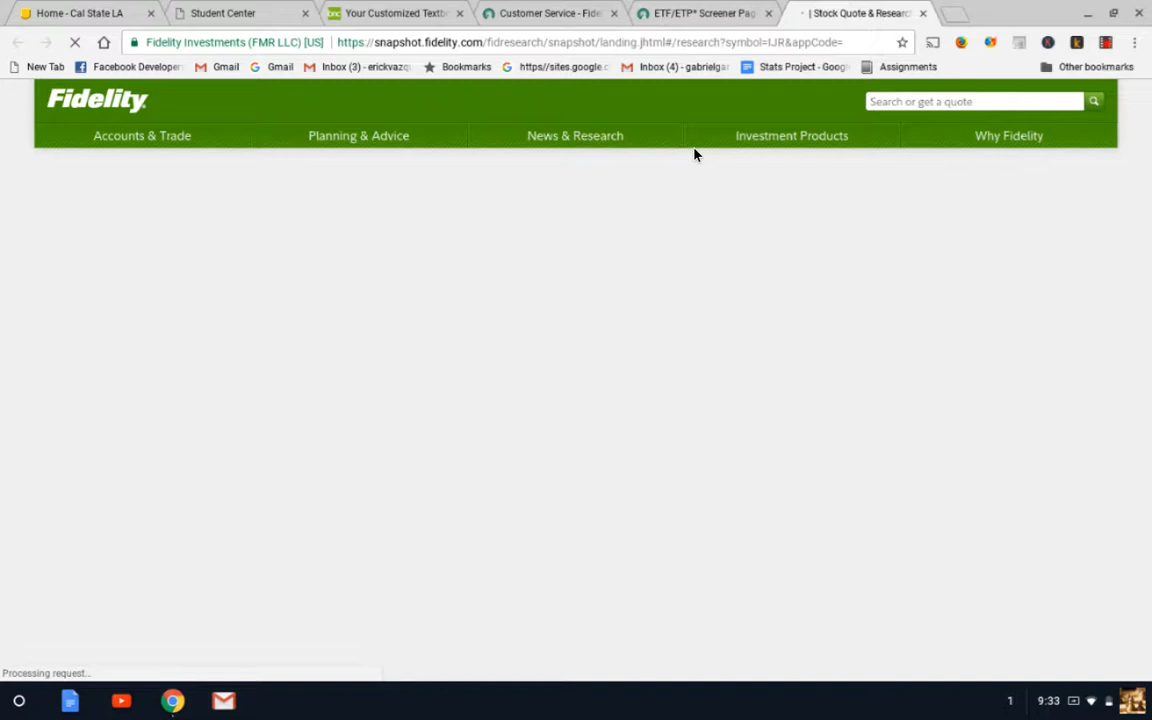 Home - Cal State LA
Student Center
Your Customized Textb
Customer Service - Fide
ETF/ETP* Screener Pag
| Stock Quote & Researc
Fidelity Investments (FMR LLC) [US] https://snapshot.fidelity.com/fidresearch/snapshot/landing.jhtml#/research?symbol=IJR&appCode=
New Tab Facebook Developer Gmail Gmail Inbox (3) - erickvazq Bookmarks https//sites.google.c Inbox (4) - gabrielga Stats Project - Goog Assignments Other bookmarks
Fidelity
Search or get a quote
Accounts & Trade Planning & Advice News & Research Investment Products Why Fidelity
Processing request...
1 9:33